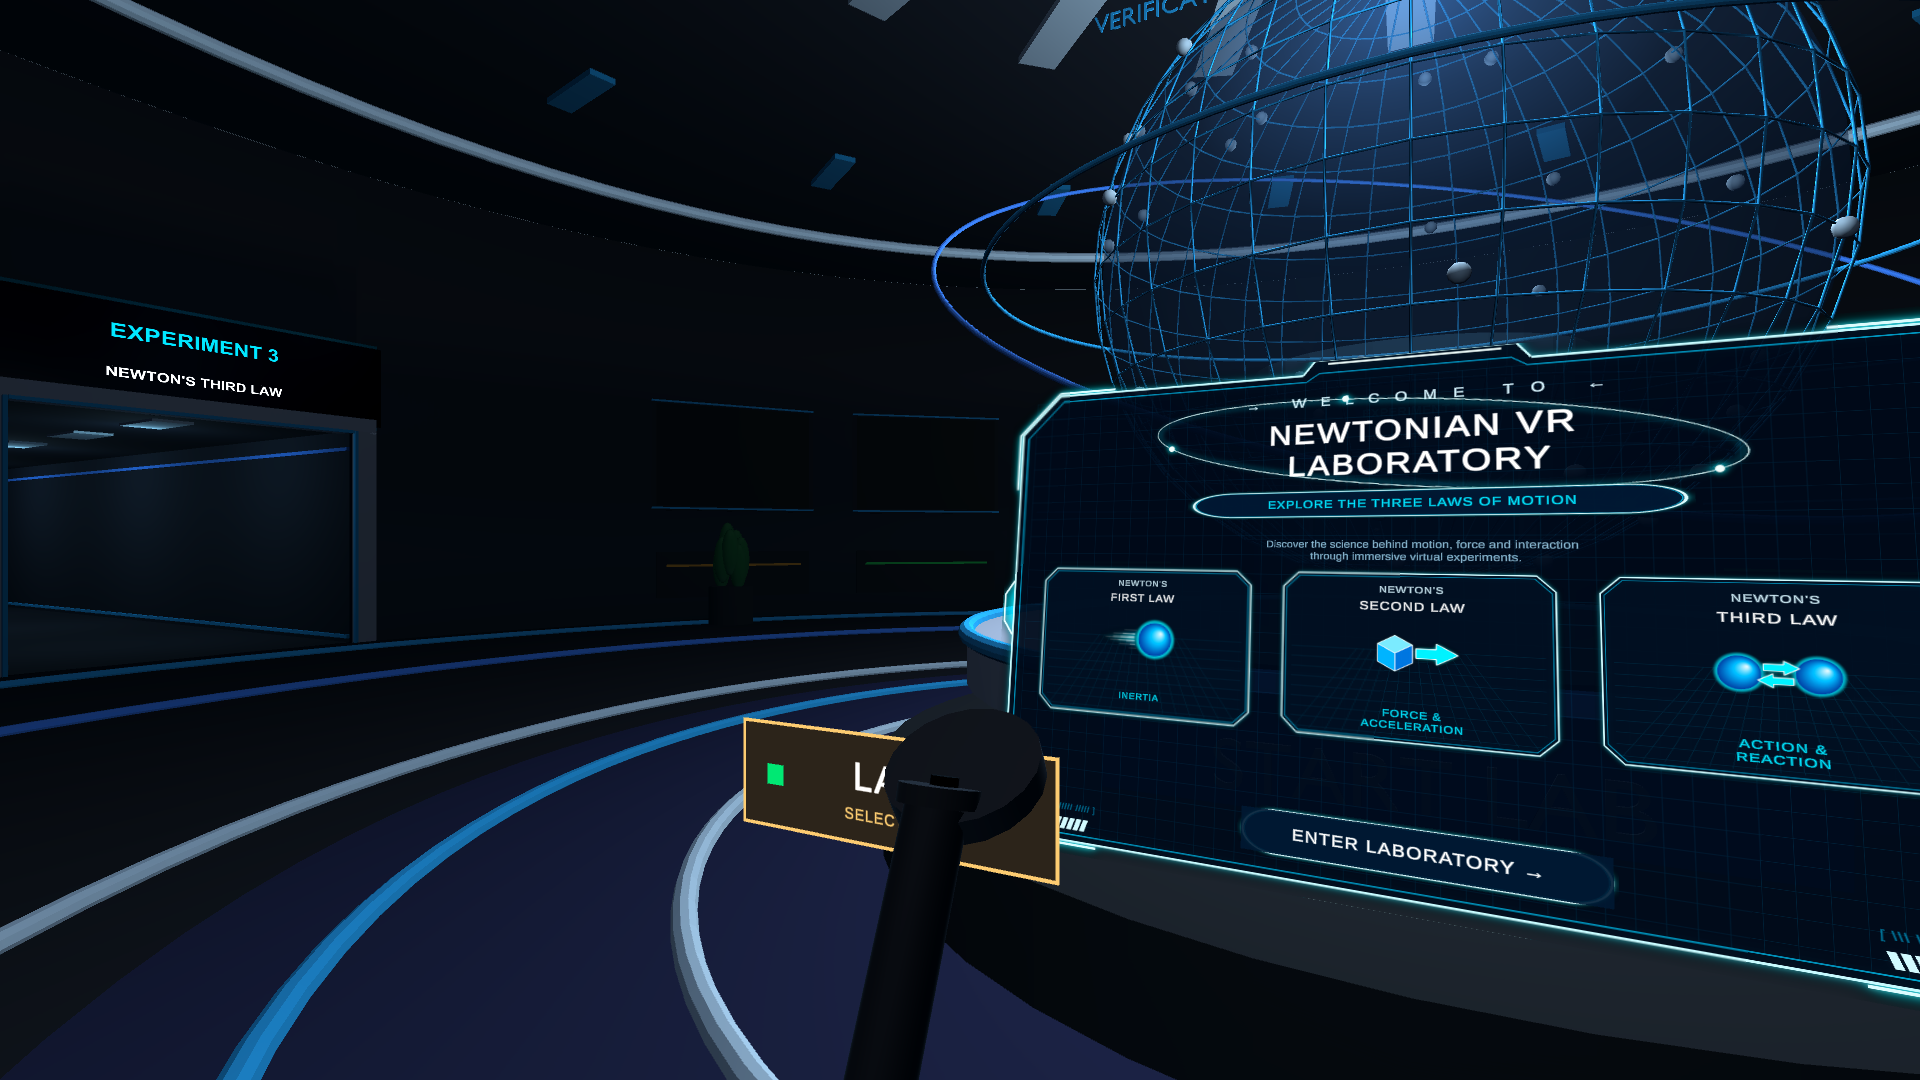 EXPERIMENT 3
NEWTON'S THIRD LAW
→ WELCOME TO ←
NEWTONIAN VR
LABORATORY
EXPLORE THE THREE LAWS OF MOTION
Discover the science behind motion, force and interaction
through immersive virtual experiments.
NEWTON'S
FIRST LAW
INERTIA
NEWTON'S
SECOND LAW
FORCE &
ACCELERATION
NEWTON'S
THIRD LAW
ACTION &
REACTION
ENTER LABORATORY →